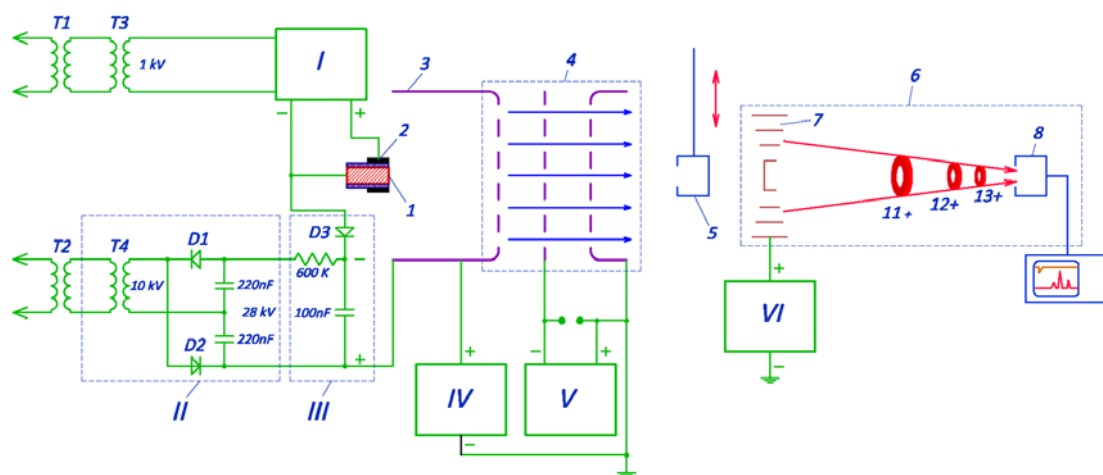 T1 T3
1 kV
I
−
+
2
1
3
4
5
6
7
8
11+ 12+ 13+
T2 T4
10 kV
D1
220nF
28 kV
220nF
D2
II
D3
600 K
−
100nF
+
III
+
IV
−
−
+
V
+
VI
−